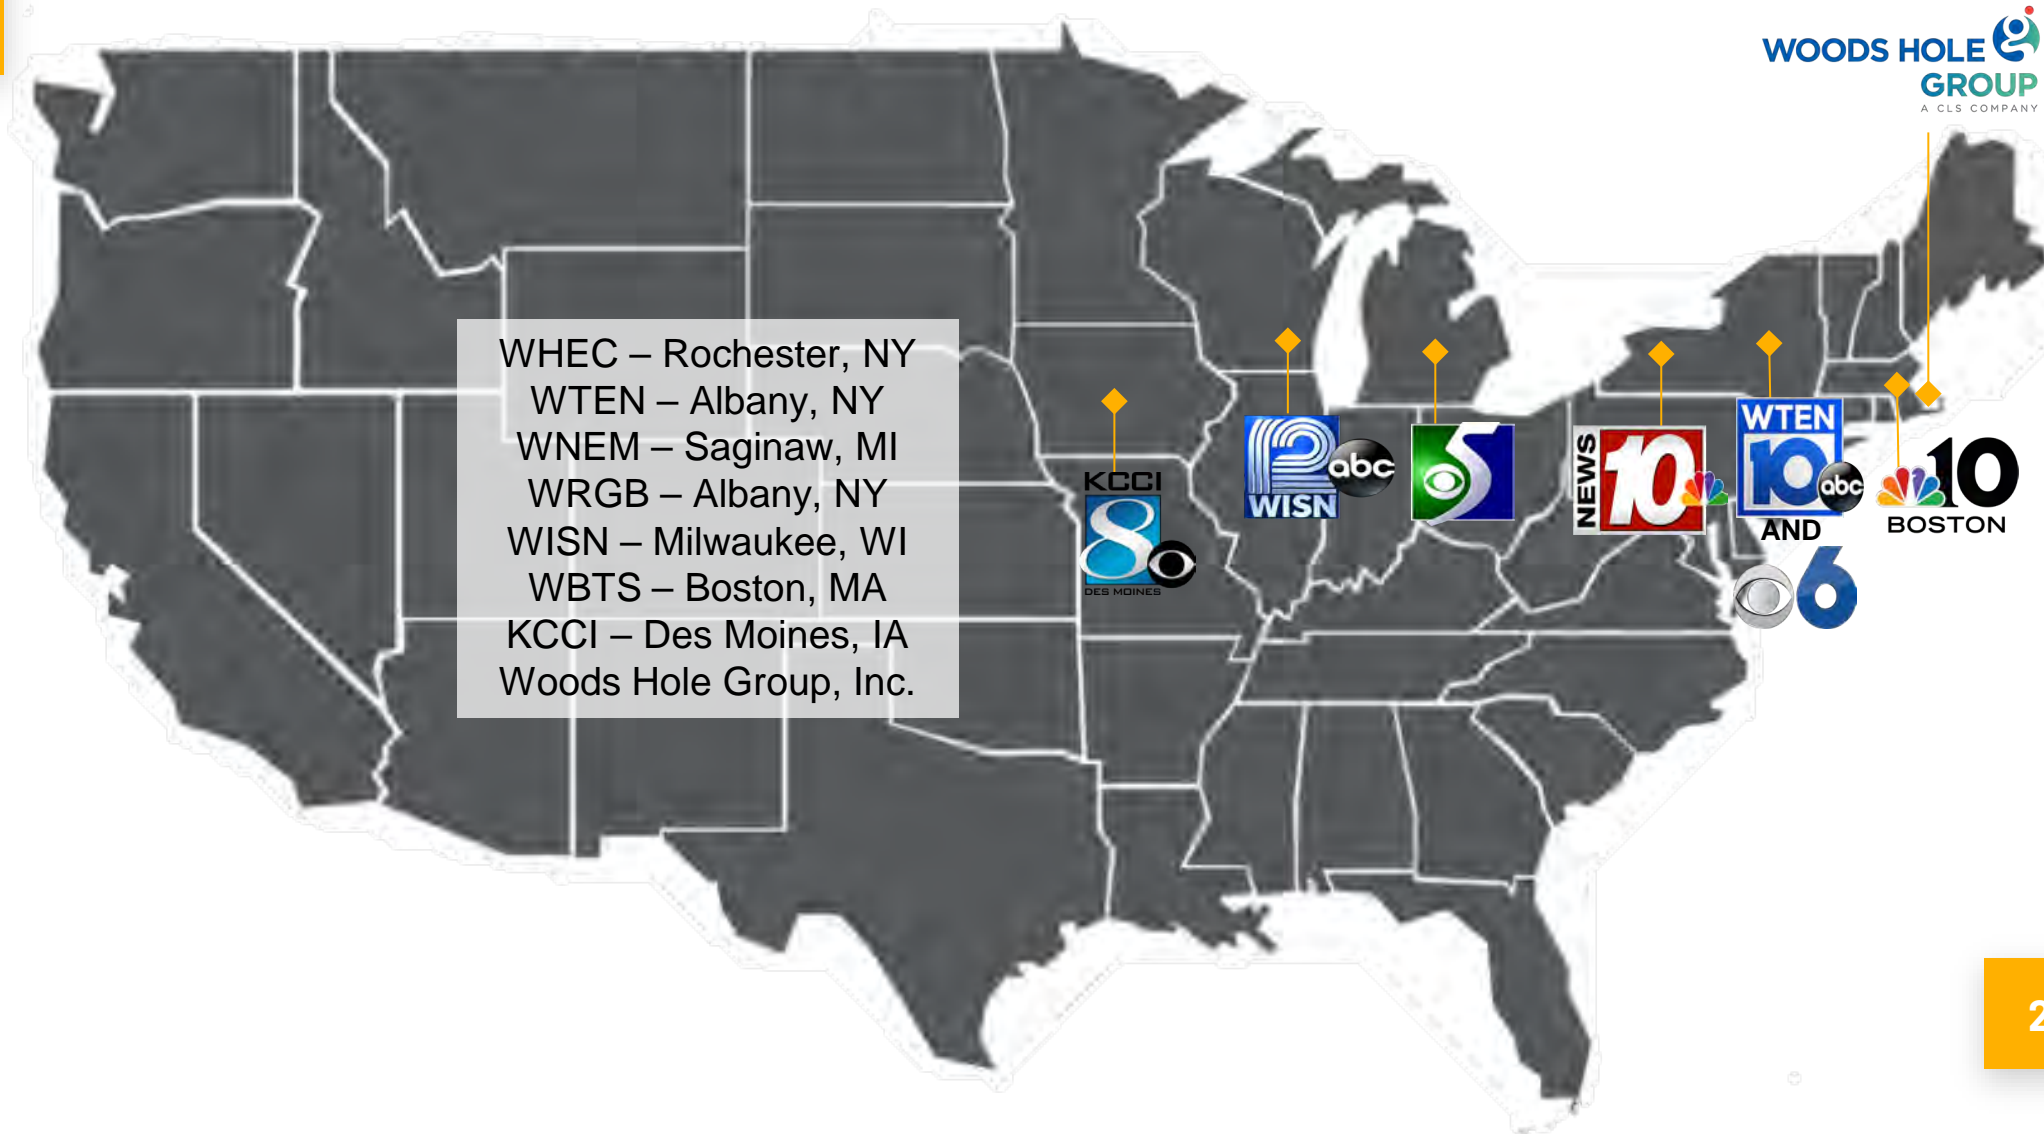 WOODS HOLE
GROUP
A CLS COMPANY
WHEC – Rochester, NY
WTEN – Albany, NY
WNEM – Saginaw, MI
WRGB – Albany, NY
WISN – Milwaukee, WI
WBTS – Boston, MA
KCCI – Des Moines, IA
Woods Hole Group, Inc.
KCCI
8
DES MOINES
12
WISN
abc
5
NEWS
10
WTEN
10
abc
AND
6
10
BOSTON
2